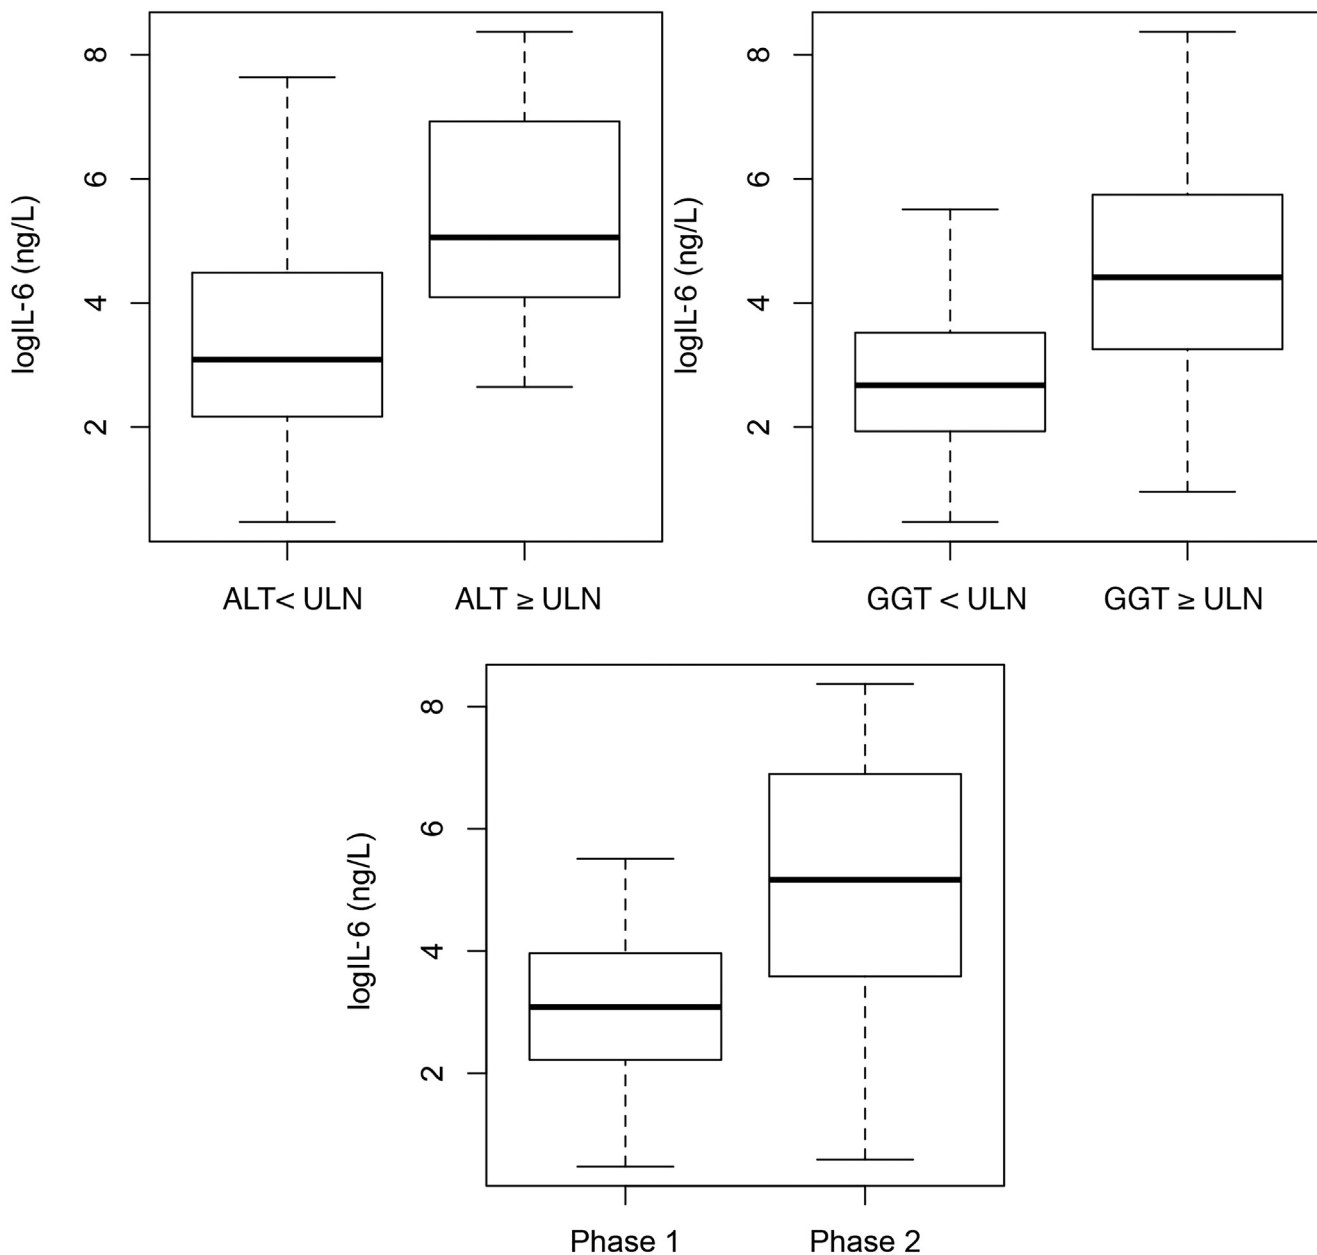 logIL-6 (ng/L)
8
6
4
2
ALT< ULN
ALT ≥ ULN
logIL-6 (ng/L)
8
6
4
2
GGT < ULN
GGT ≥ ULN
logIL-6 (ng/L)
8
6
4
2
Phase 1
Phase 2